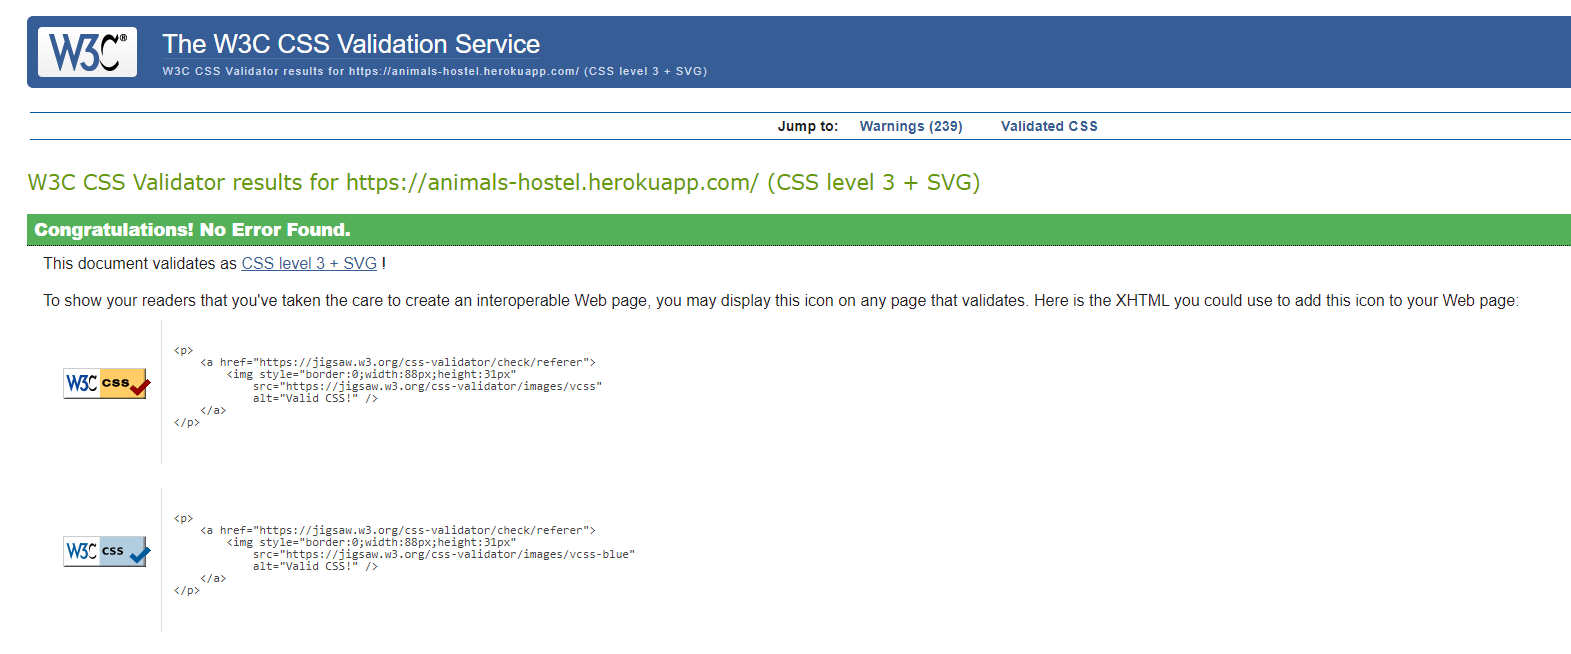 W3C®
The W3C CSS Validation Service
W3C CSS Validator results for https://animals-hostel.herokuapp.com/ (CSS level 3 + SVG)
Jump to: Warnings (239) Validated CSS
W3C CSS Validator results for https://animals-hostel.herokuapp.com/ (CSS level 3 + SVG)
Congratulations! No Error Found.
This document validates as CSS level 3 + SVG !
To show your readers that you've taken the care to create an interoperable Web page, you may display this icon on any page that validates. Here is the XHTML you could use to add this icon to your Web page:
W3C css
<p>
    <a href="https://jigsaw.w3.org/css-validator/check/referer">
        <img style="border:0;width:88px;height:31px"
            src="https://jigsaw.w3.org/css-validator/images/vcss"
            alt="Valid CSS!" />
    </a>
</p>
W3C css
<p>
    <a href="https://jigsaw.w3.org/css-validator/check/referer">
        <img style="border:0;width:88px;height:31px"
            src="https://jigsaw.w3.org/css-validator/images/vcss-blue"
            alt="Valid CSS!" />
    </a>
</p>